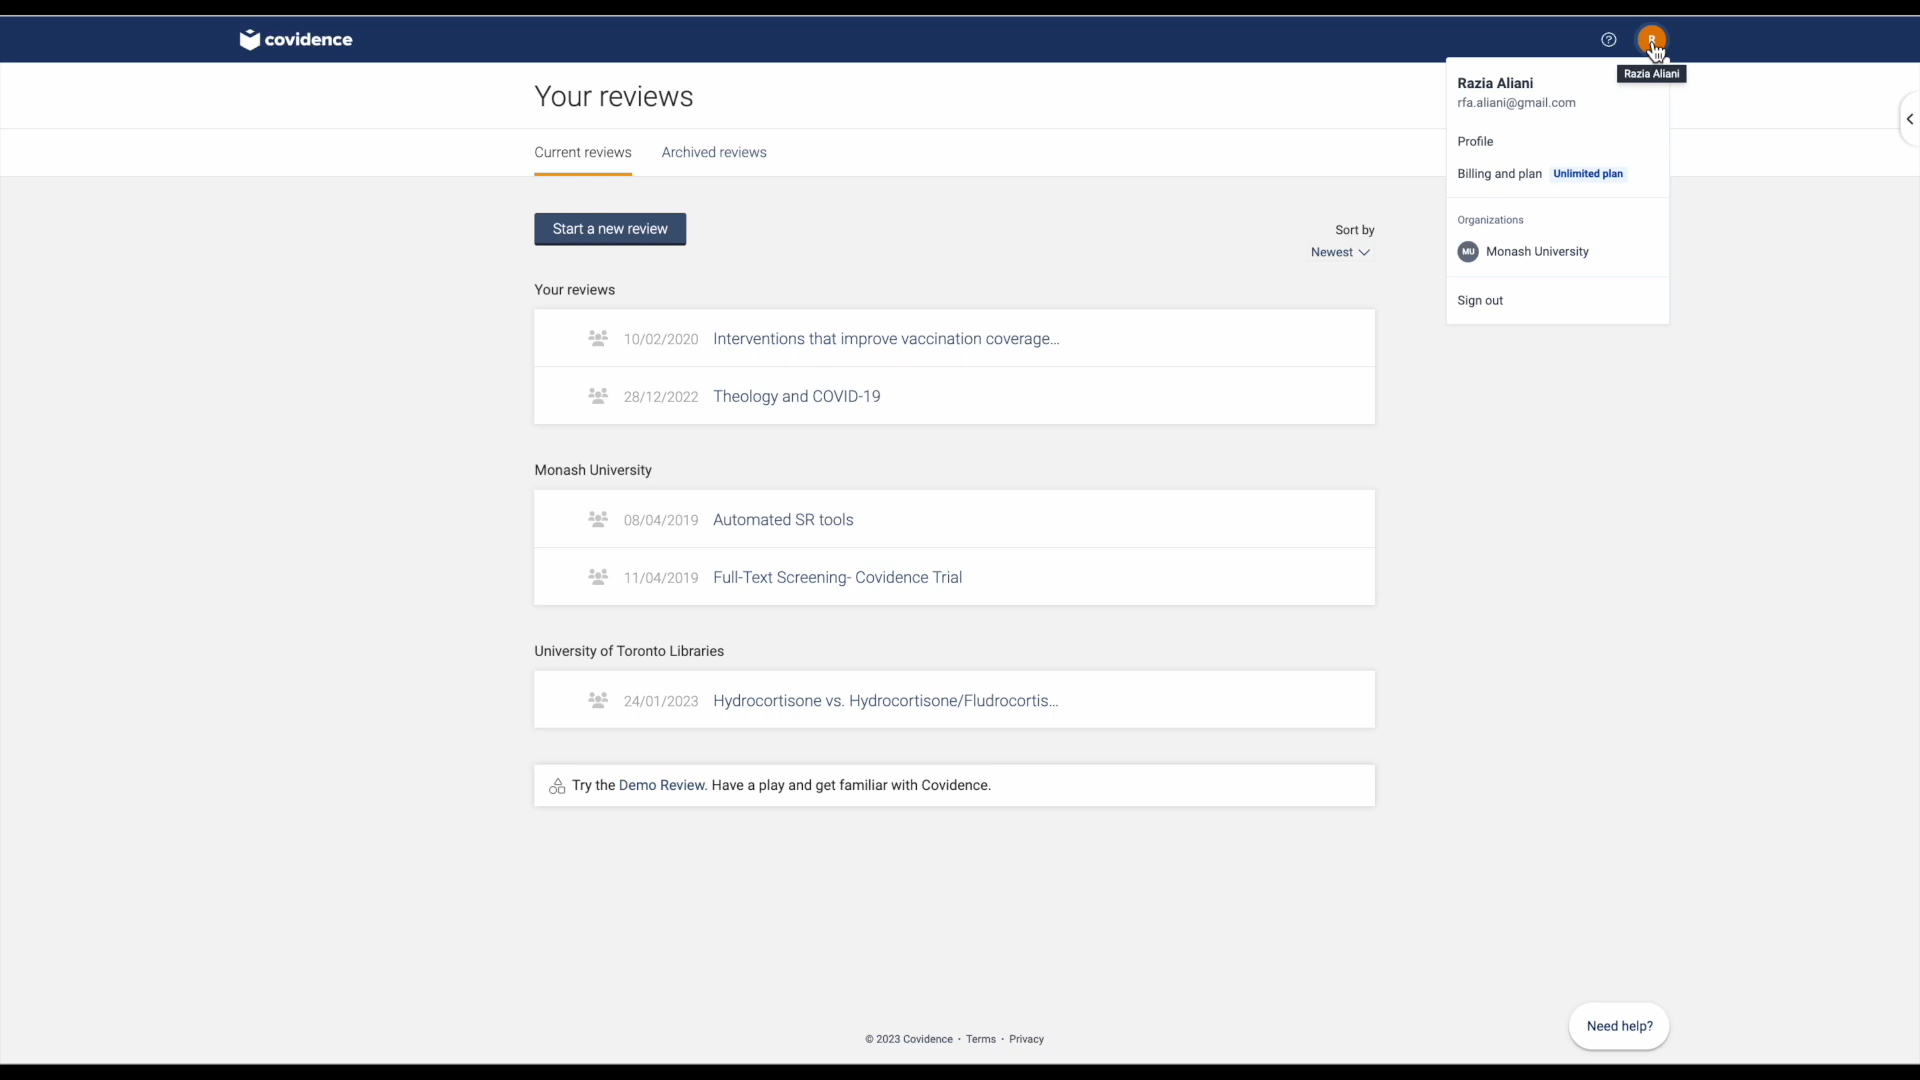 covidence
R
Razia Aliani
Razia Aliani
rfa.aliani@gmail.com
Profile
Billing and plan Unlimited plan
Organizations
MU Monash University
Sign out
Your reviews
Current reviews Archived reviews
Start a new review
Sort by
Newest
Your reviews
10/02/2020 Interventions that improve vaccination coverage...
28/12/2022 Theology and COVID-19
Monash University
08/04/2019 Automated SR tools
11/04/2019 Full-Text Screening- Covidence Trial
University of Toronto Libraries
24/01/2023 Hydrocortisone vs. Hydrocortisone/Fludrocortis...
Try the Demo Review. Have a play and get familiar with Covidence.
Need help?
© 2023 Covidence · Terms · Privacy